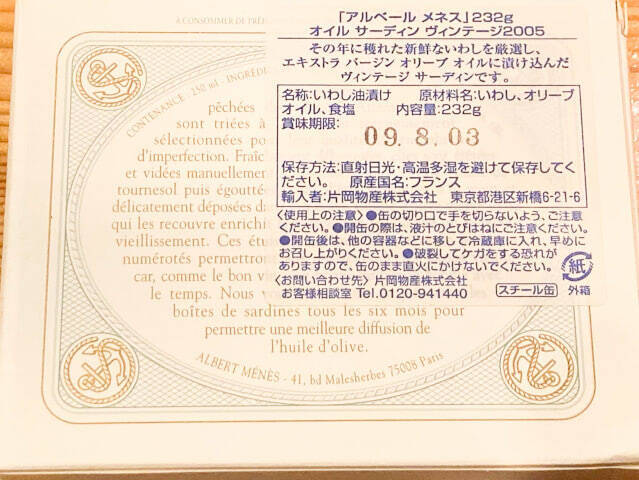 À CONSOMMER DE PRÉF
CONTENANCE : 250 ml - INGRÉDIE
pêchées
sont triées à
sélectionnées pou
d'imperfection. Fraîc
et vidées manuellemen
tournesol puis égoutté
délicatement déposées da
qui les recouvre enrichi
vieillissement. Ces étu
numérotés permettron
car, comme le bon vi
le temps. Nous vo
boîtes de sardines tous les six mois pour
permettre une meilleure diffusion de
l'huile d'olive.
ALBERT MÉNÈS - 41, bd Malesherbes 75008 Paris
「アルベール メネス」232g
オイル サーディン ヴィンテージ2005
その年に獲れた新鮮ないわしを厳選し、
エキストラ バージン オリーブ オイルに漬け込んだ
ヴィンテージ サーディンです。
名称:いわし油漬け 原材料名:いわし、オリーブ
オイル、食塩 内容量:232g
賞味期限:
09.8.03
保存方法:直射日光・高温多湿を避けて保存してく
ださい。 原産国名:フランス
輸入者:片岡物産株式会社 東京都港区新橋6-21-6
〈使用上の注意〉●缶の切り口で手を切らないよう、ご注意
ください。●開缶の際は、液汁のとびはねにご注意ください。
●開缶後は、他の容器などに移して冷蔵庫に入れ、早めに
お召し上がりください。●破裂してケガをする恐れが
ありますので、缶のまま直火にかけないでください。
〈お問い合わせ先〉片岡物産株式会社
お客様相談室 Tel.0120-941440
スチール缶
紙
外箱